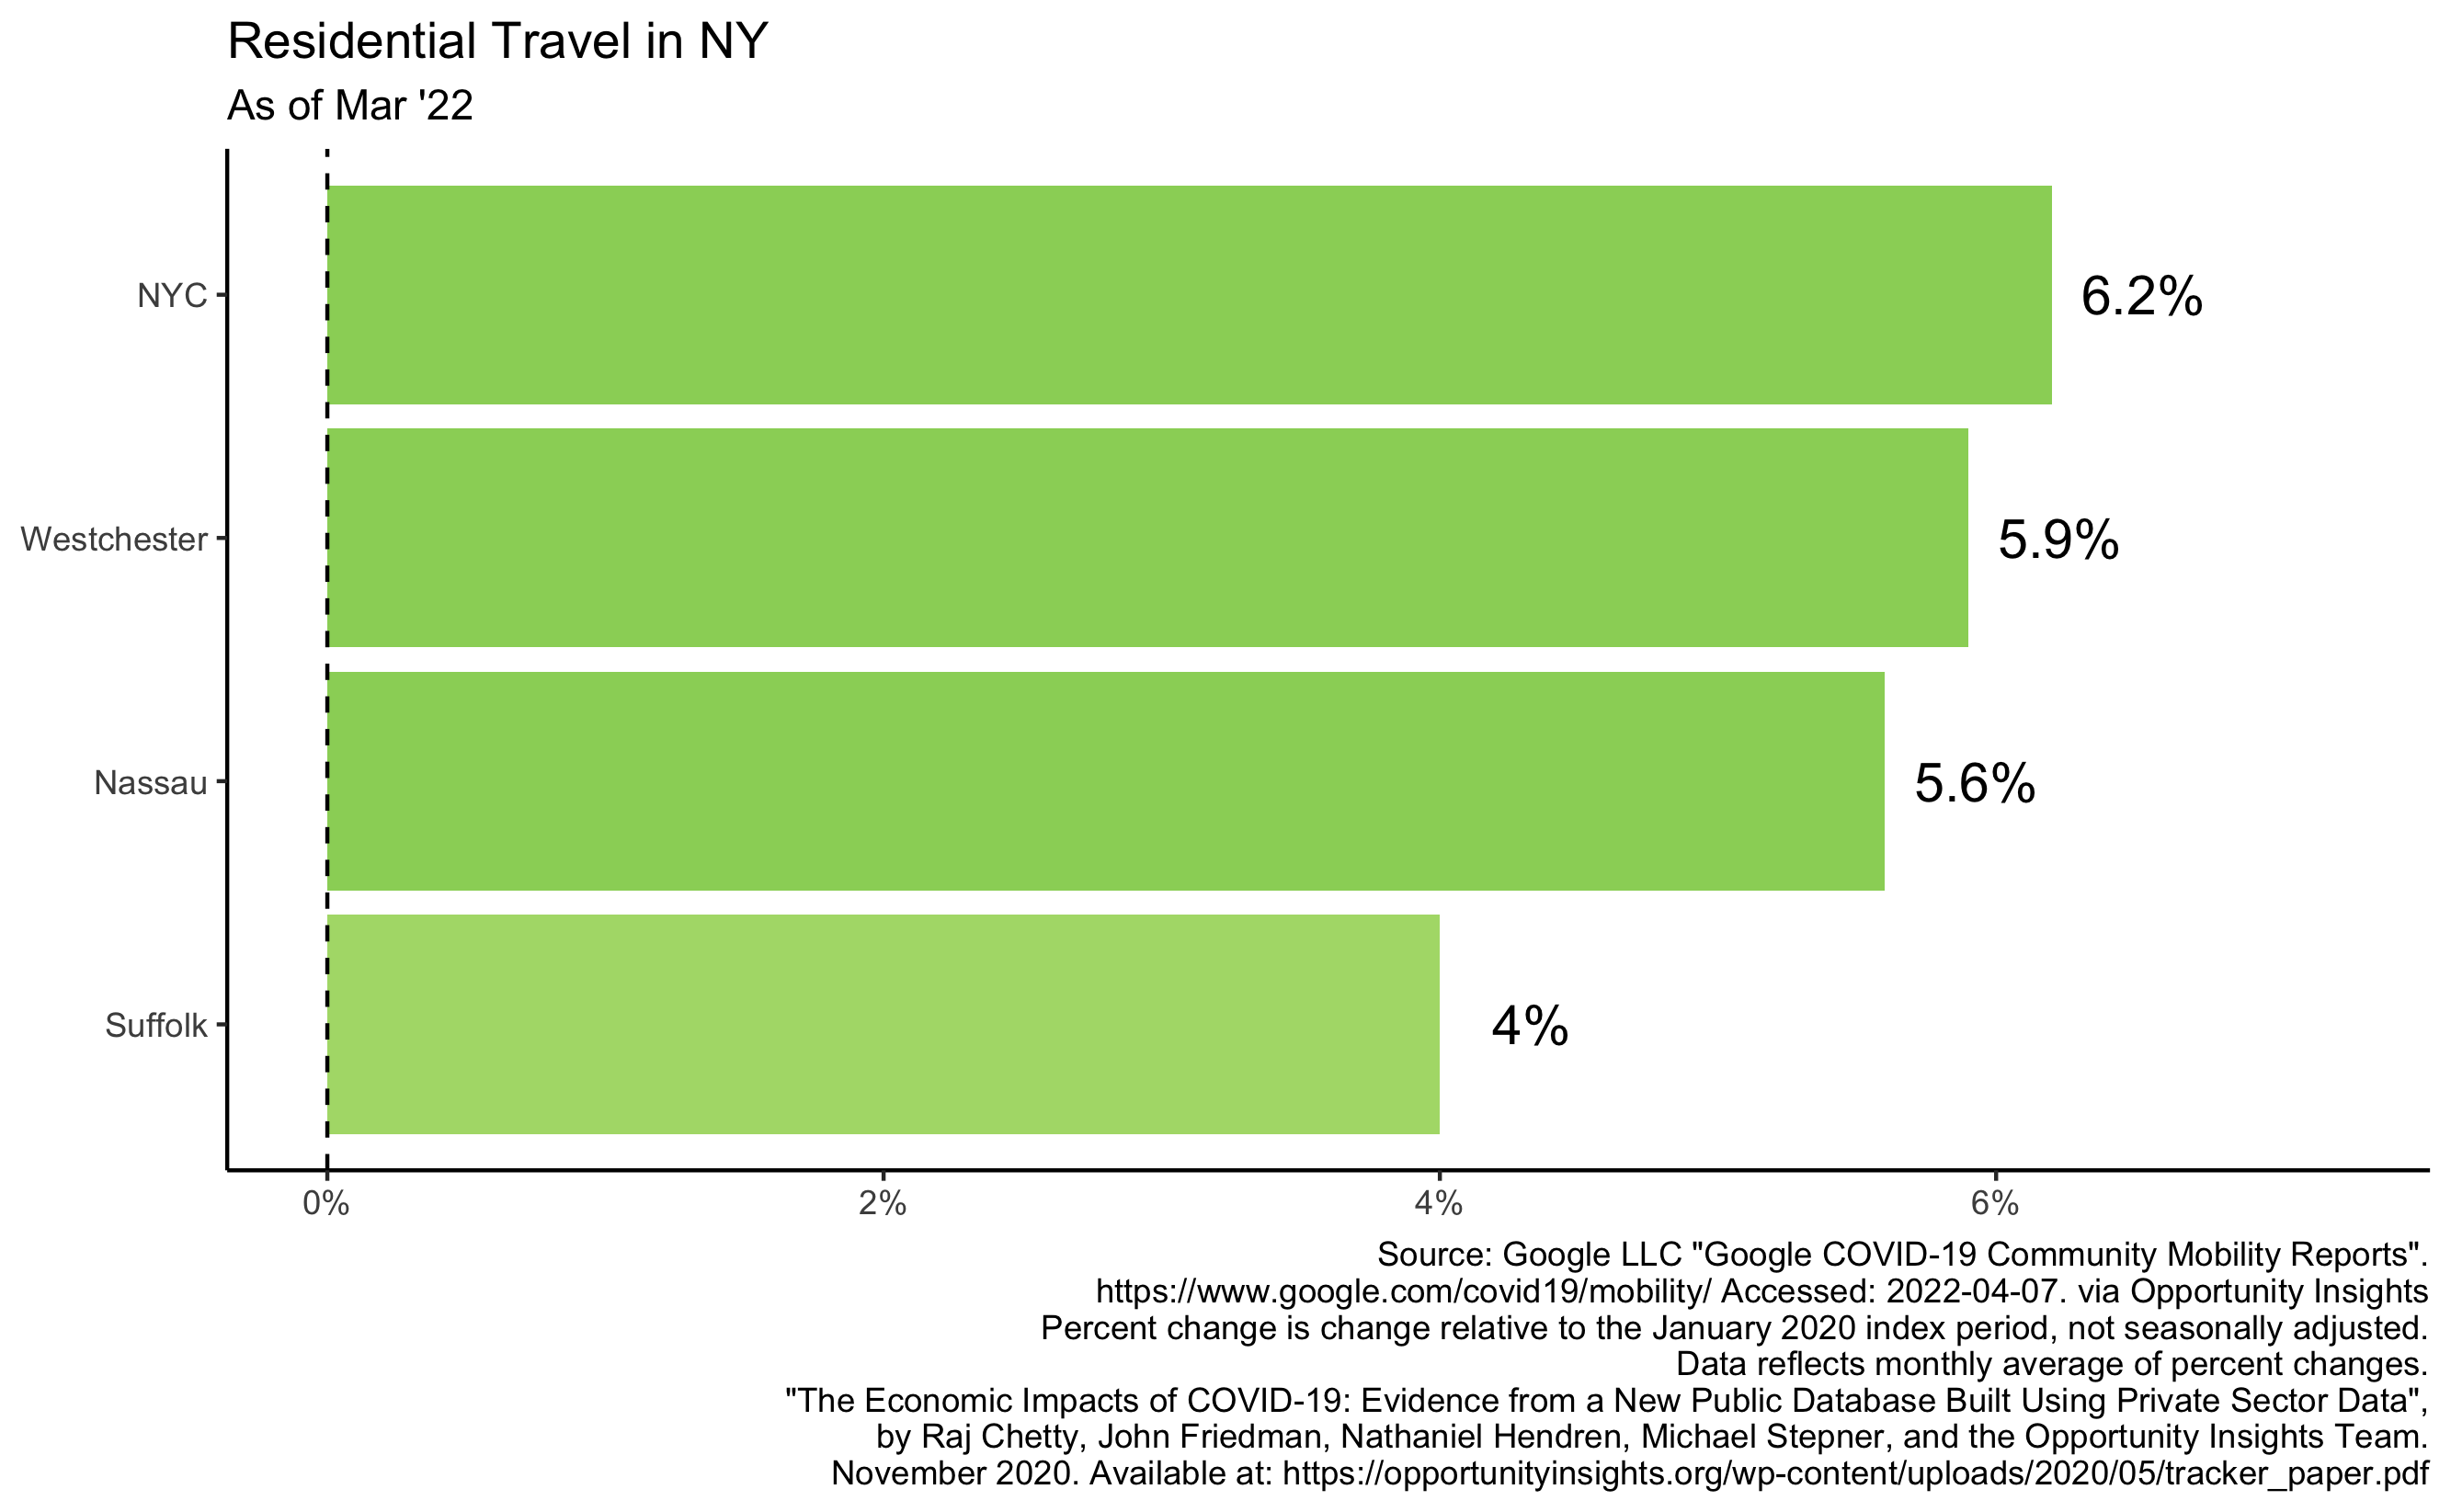 Residential Travel in NY
As of Mar '22
NYC
6.2%
Westchester
5.9%
Nassau
5.6%
Suffolk
4%
0% 2% 4% 6%
Source: Google LLC "Google COVID-19 Community Mobility Reports".
https://www.google.com/covid19/mobility/ Accessed: 2022-04-07. via Opportunity Insights
Percent change is change relative to the January 2020 index period, not seasonally adjusted.
Data reflects monthly average of percent changes.
"The Economic Impacts of COVID-19: Evidence from a New Public Database Built Using Private Sector Data",
by Raj Chetty, John Friedman, Nathaniel Hendren, Michael Stepner, and the Opportunity Insights Team.
November 2020. Available at: https://opportunityinsights.org/wp-content/uploads/2020/05/tracker_paper.pdf